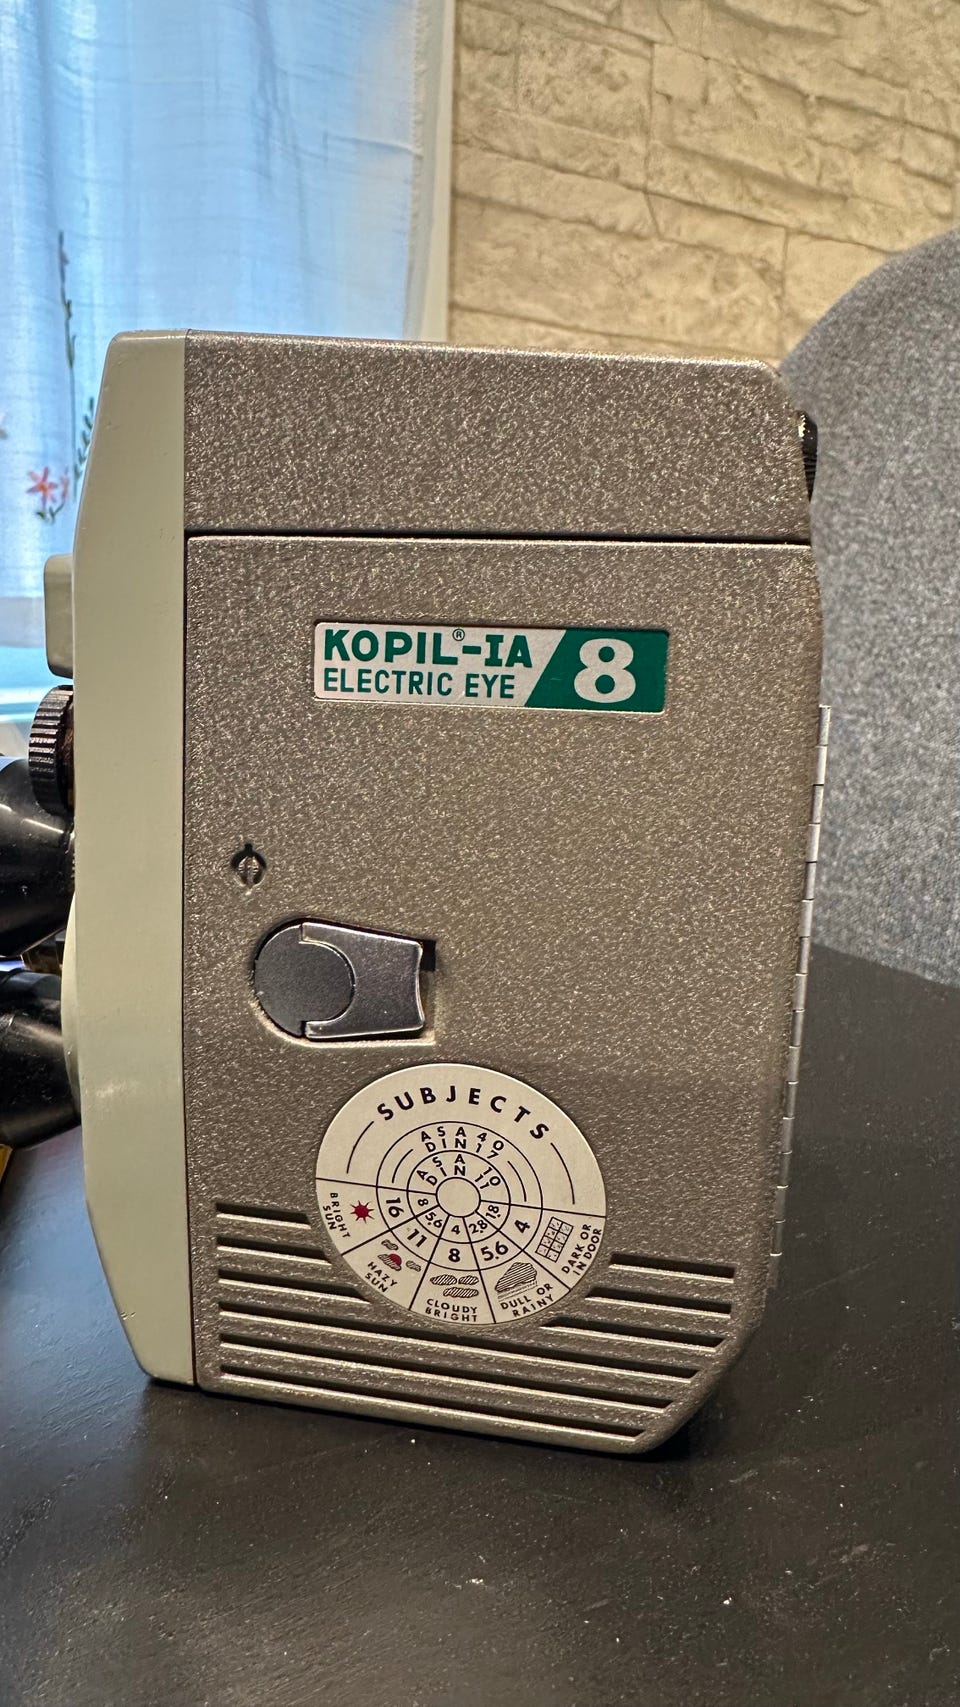 KOPIL®-IA
ELECTRIC EYE
8
SUBJECTS
ASA 40
DIN 17
ASA 10
DIN 11
8 5.6 4 2.8 1.8
16 11 8 5.6 4
BRIGHT SUN
HAZY SUN
CLOUDY BRIGHT
DULL OR RAINY
DARK OR IN DOOR